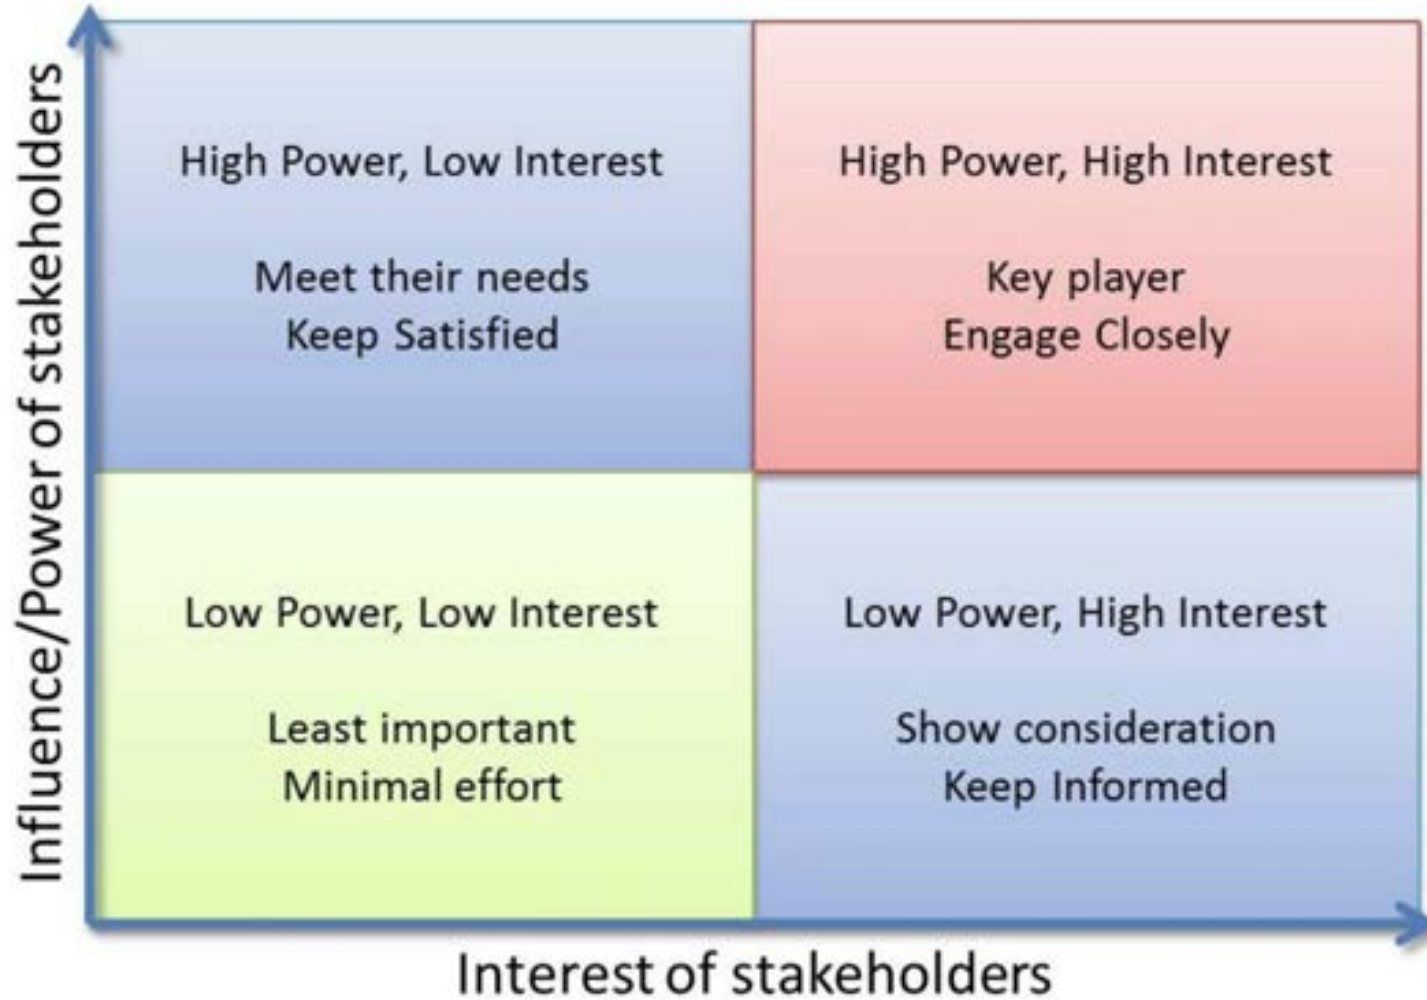 Influence/Power of stakeholders
High Power, Low Interest
Meet their needs
Keep Satisfied
High Power, High Interest
Key player
Engage Closely
Low Power, Low Interest
Least important
Minimal effort
Low Power, High Interest
Show consideration
Keep Informed
Interest of stakeholders